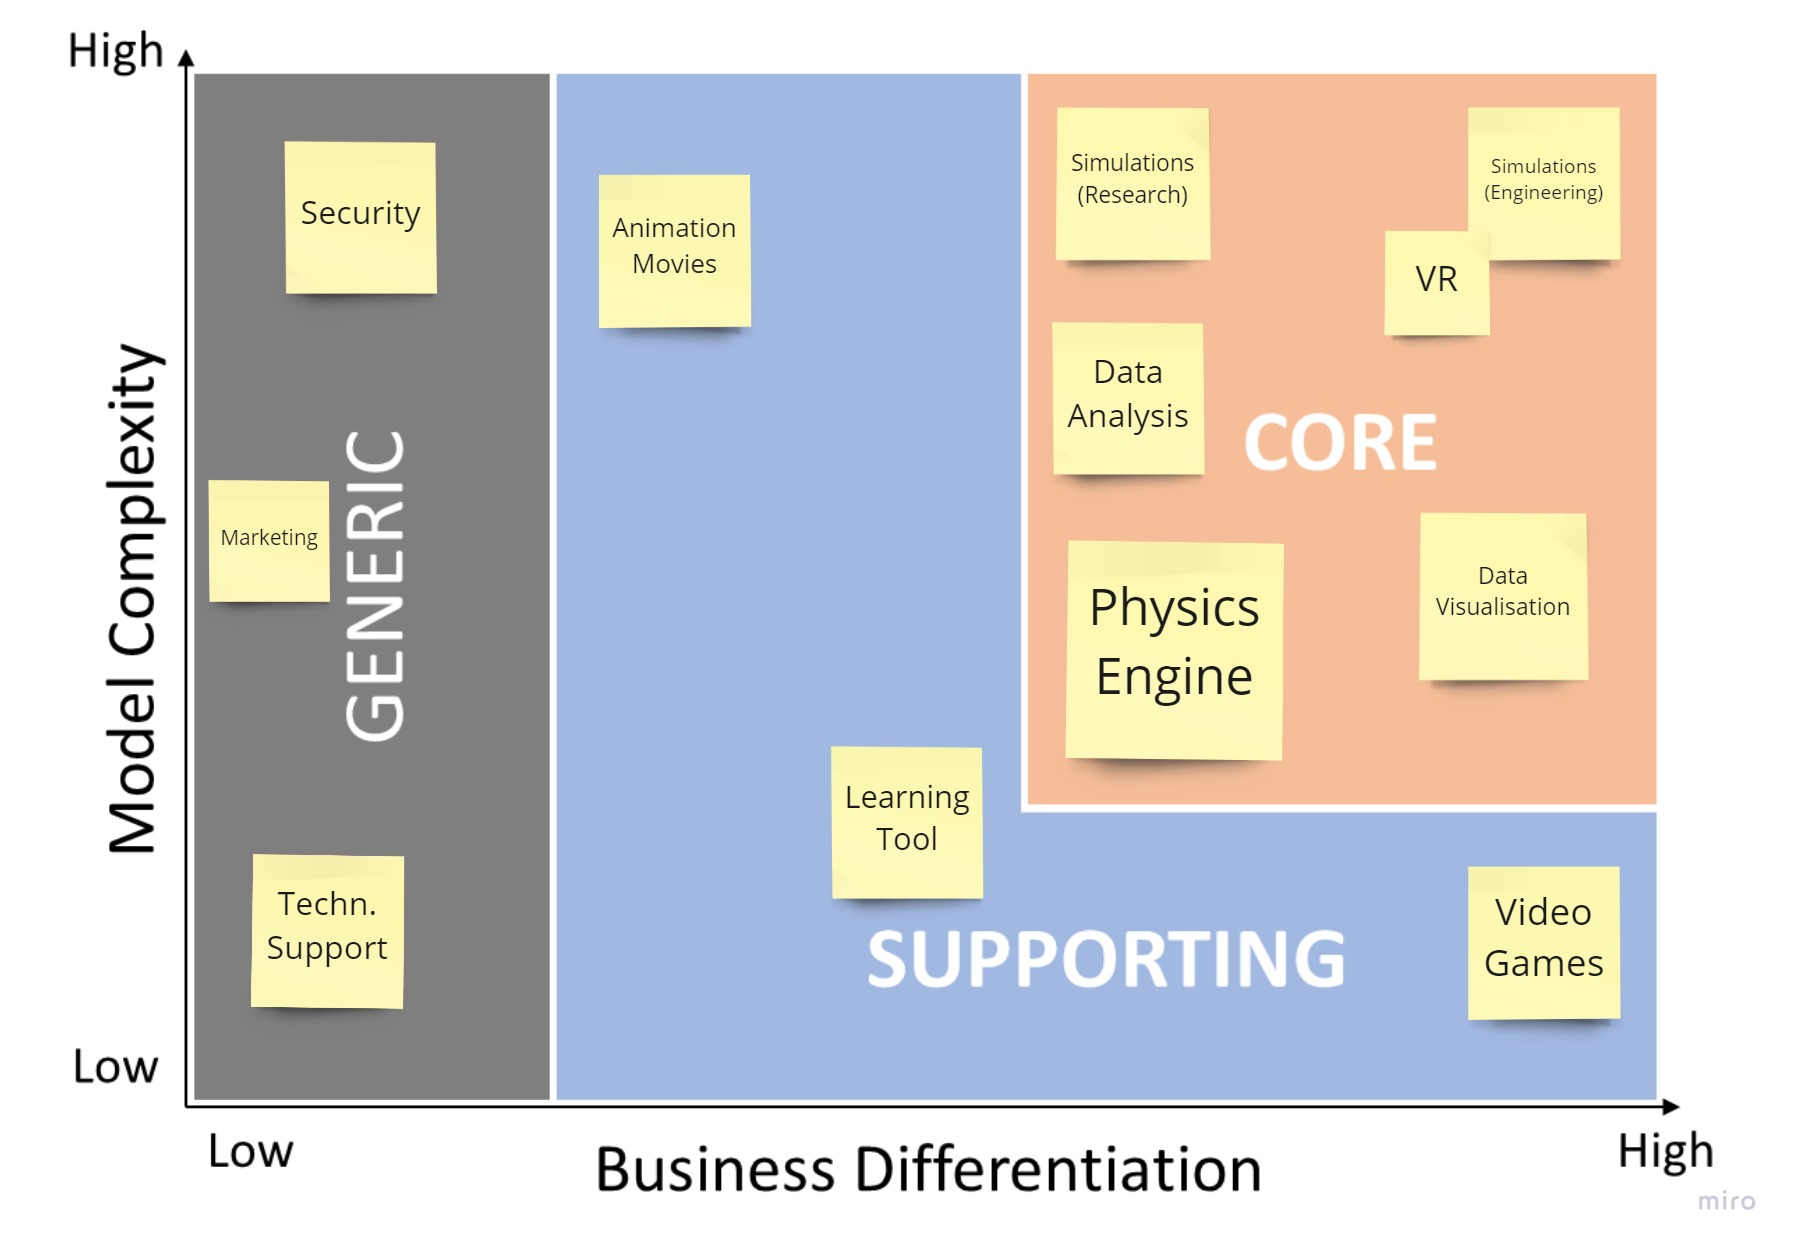 High
Security
Animation
Movies
Simulations
(Research)
Simulations
(Engineering)
VR
Data
Analysis
CORE
Model Complexity
Marketing
GENERIC
Physics
Engine
Data
Visualisation
Learning
Tool
Techn.
Support
SUPPORTING
Video
Games
Low
Low
Business Differentiation
High
miro